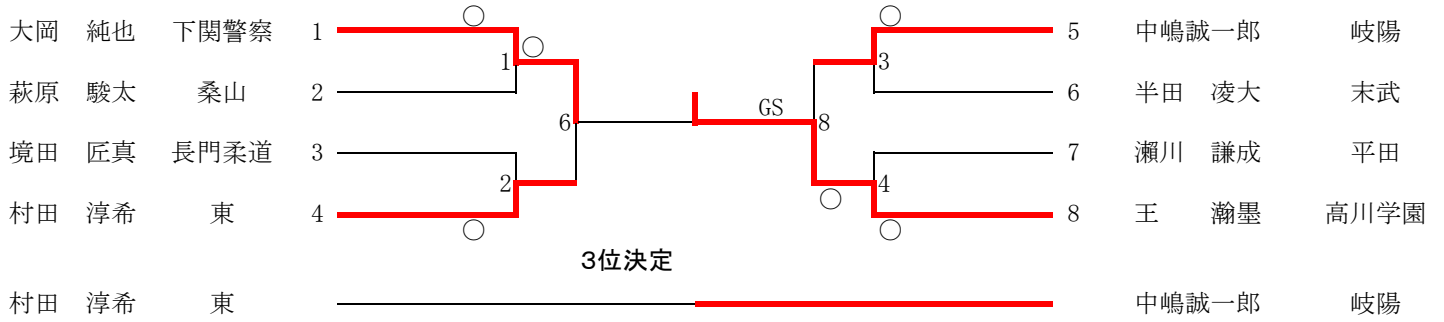 大岡 純也 下関警察 1
萩原 駿太 桑山 2
境田 匠真 長門柔道 3
村田 淳希 東 4
○
○
○
1
2
6
GS
8
○
○
○
3
4
5 中嶋誠一郎 岐陽
6 半田 凌大 末武
7 瀬川 謙成 平田
8 王 瀚墨 高川学園
3位決定
村田 淳希 東
中嶋誠一郎 岐陽